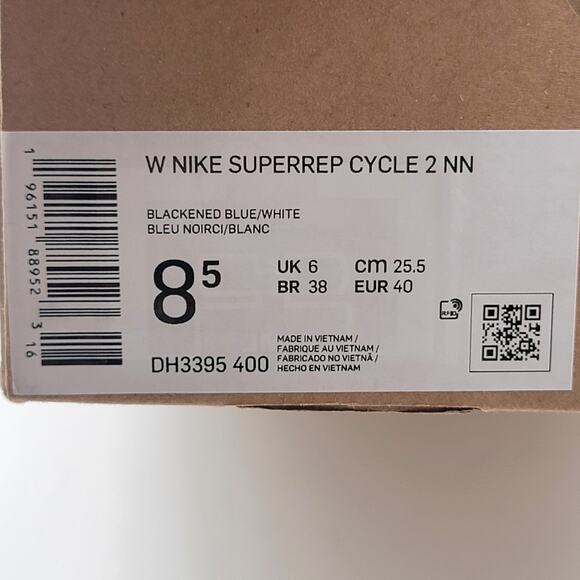 W NIKE SUPERREP CYCLE 2 NN
BLACKENED BLUE/WHITE
BLEU NOIRCI/BLANC
8⁵
UK 6 cm 25.5
BR 38 EUR 40
MADE IN VIETNAM /
FABRIQUE AU VIETNAM /
FABRICADO NO VIETNÃ /
HECHO EN VIETNAM
DH3395 400
RFID
1 96151 88952 3 16